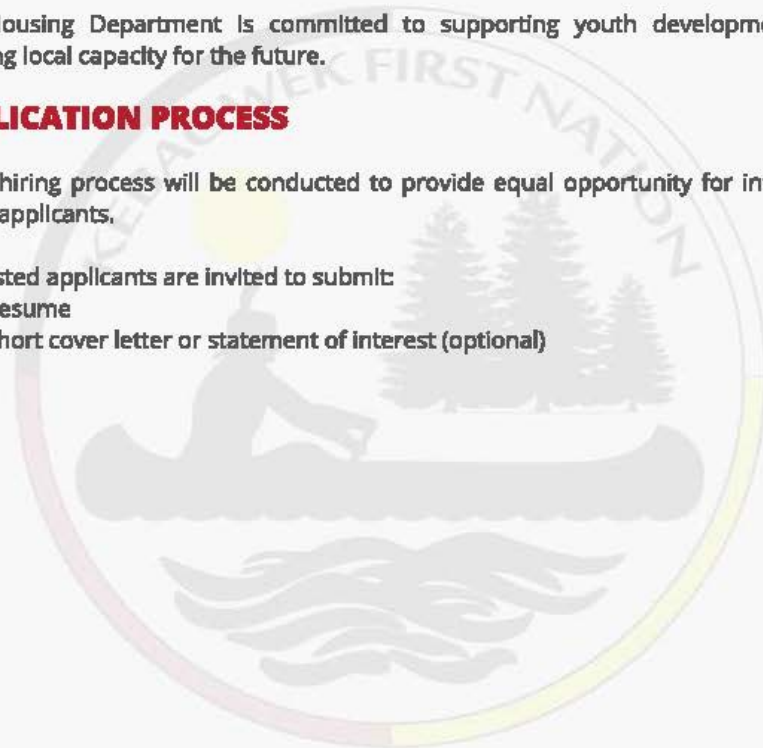 ousing Department is committed to supporting youth developme
ng local capacity for the future.
LICATION PROCESS
hiring process will be conducted to provide equal opportunity for in
applicants.
sted applicants are invited to submit:
esume
hort cover letter or statement of interest (optional)
KEBAOWEK FIRST NATION